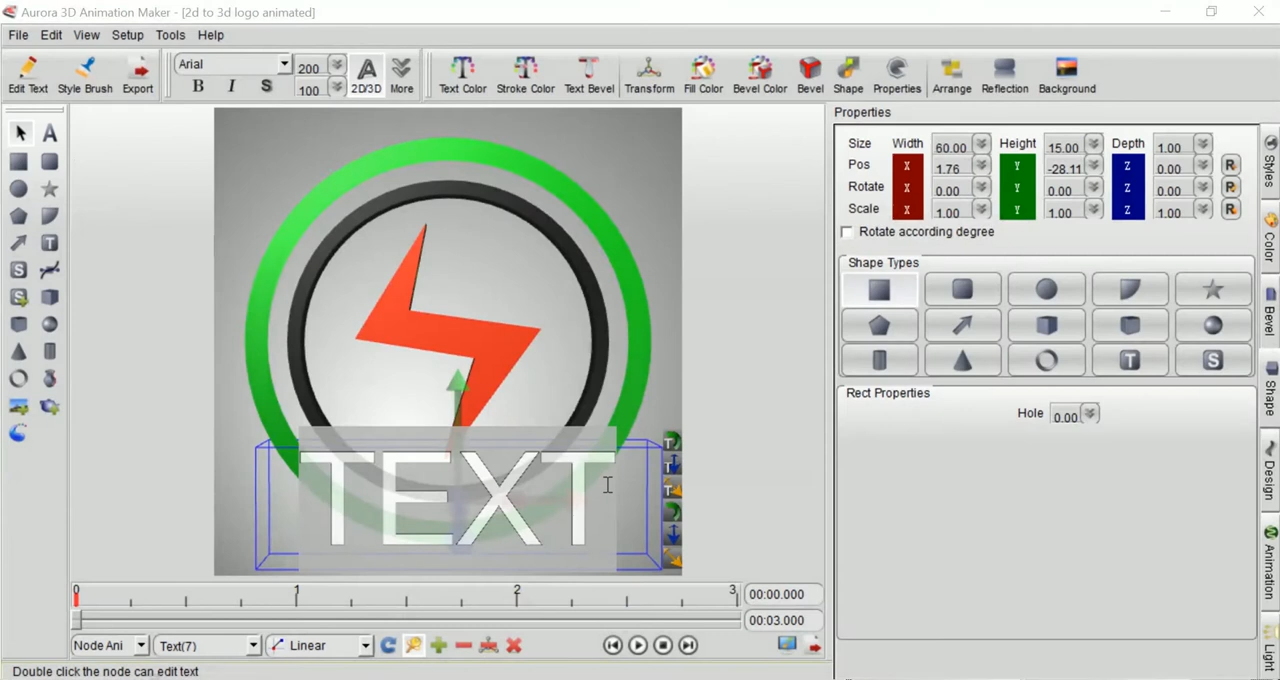 Aurora 3D Animation Maker - [2d to 3d logo animated]
File Edit View Setup Tools Help
Arial 200
B I S 100
Edit Text Style Brush Export 2D/3D More Text Color Stroke Color Text Bevel Transform Fill Color Bevel Color Bevel Shape Properties Arrange Reflection Background
Properties
Size Width 60.00 Height 15.00 Depth 1.00
Pos X 1.76 Y -28.11 Z 0.00 R
Rotate X 0.00 Y 0.00 Z 0.00 R
Scale X 1.00 Y 1.00 Z 1.00 R
Rotate according degree
Shape Types
T S
Rect Properties
Hole 0.00
Styles
Color
Bevel
Shape
Design
Animation
Light
A
T
S
S
TEXT
T
T
T
0 1 2 3
00:00.000
00:03.000
Node Ani Text(7) Linear
Double click the node can edit text